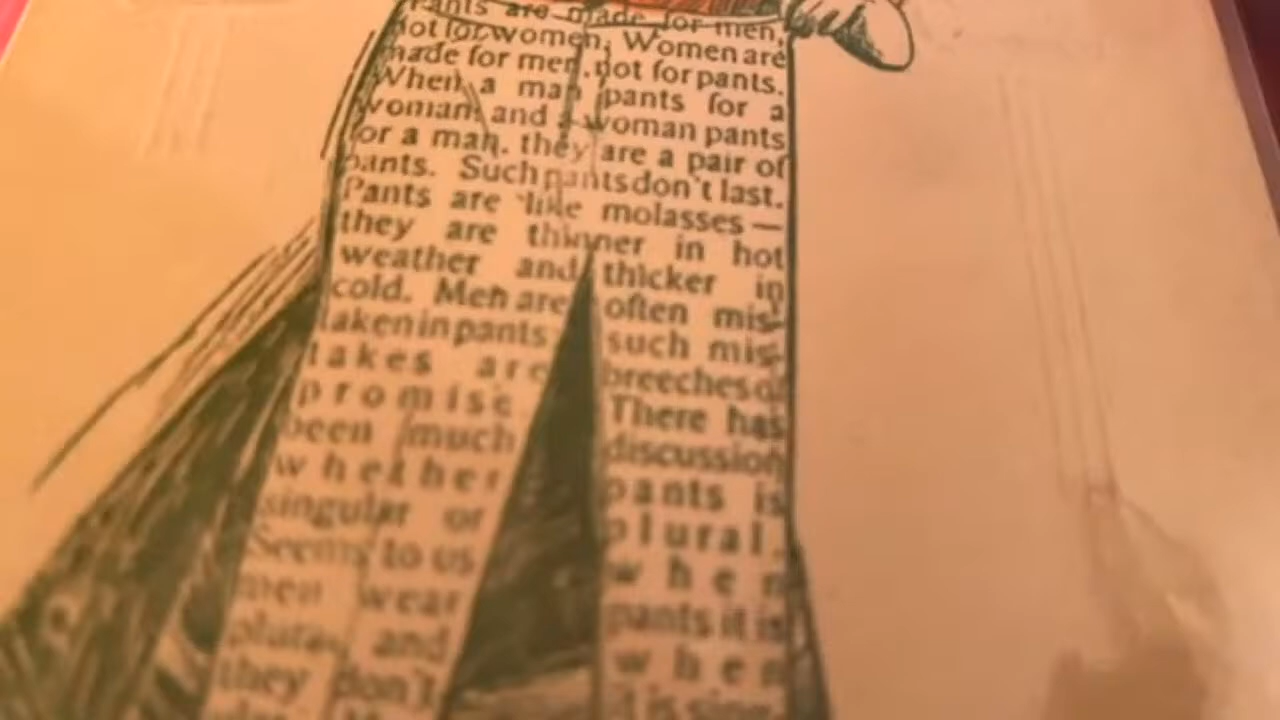 Pants are made for men,
not for women, Women are
made for men, not for pants.
When a man pants for a
woman and a woman pants
for a man, they are a pair of
pants. Such pants don't last.
Pants are like molasses —
they are thinner in hot
weather and thicker in
cold. Men are often mis-
taken in pants such mis-
takes are breeches of
promise There has
been much discussion
whether pants is
singular or plural.
Seems to us when
men wear pants it is
plural and when
they don't it is sing-